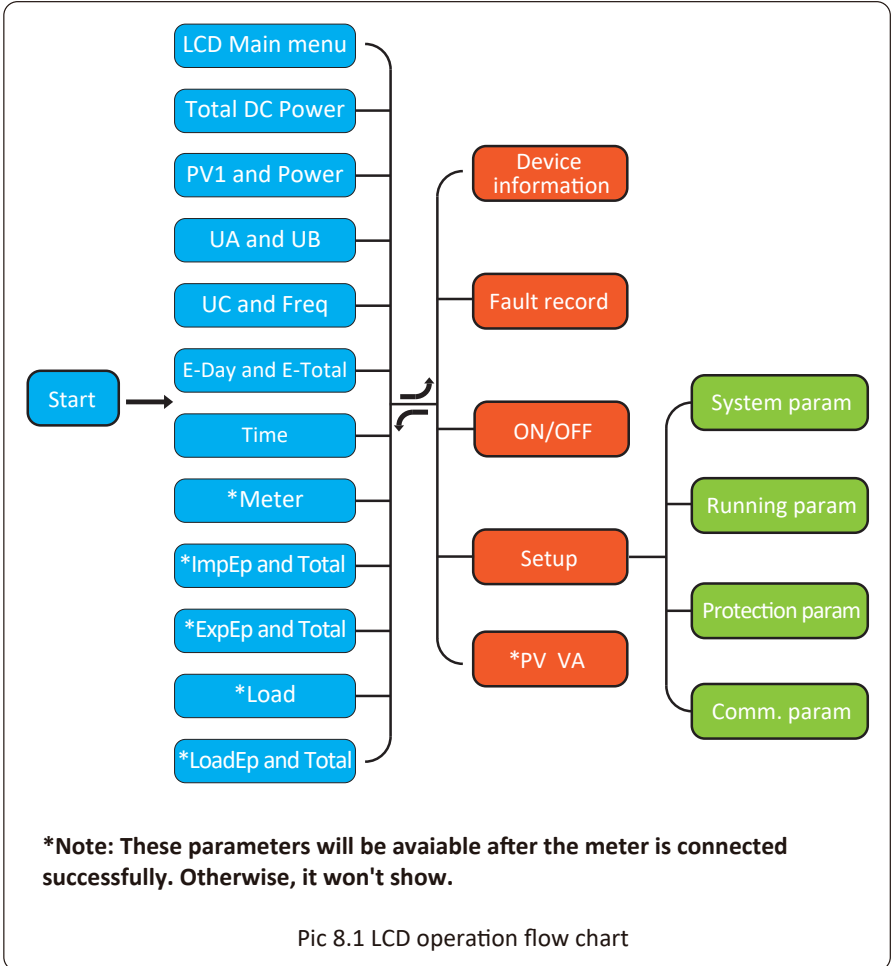 LCD Main menu
Total DC Power
PV1 and Power
UA and UB
UC and Freq
E-Day and E-Total
Time
*Meter
*ImpEp and Total
*ExpEp and Total
*Load
*LoadEp and Total
Start
Device
information
Fault record
ON/OFF
Setup
*PV VA
System param
Running param
Protection param
Comm. param
*Note: These parameters will be avaiable after the meter is connected
successfully. Otherwise, it won't show.
Pic 8.1 LCD operation flow chart